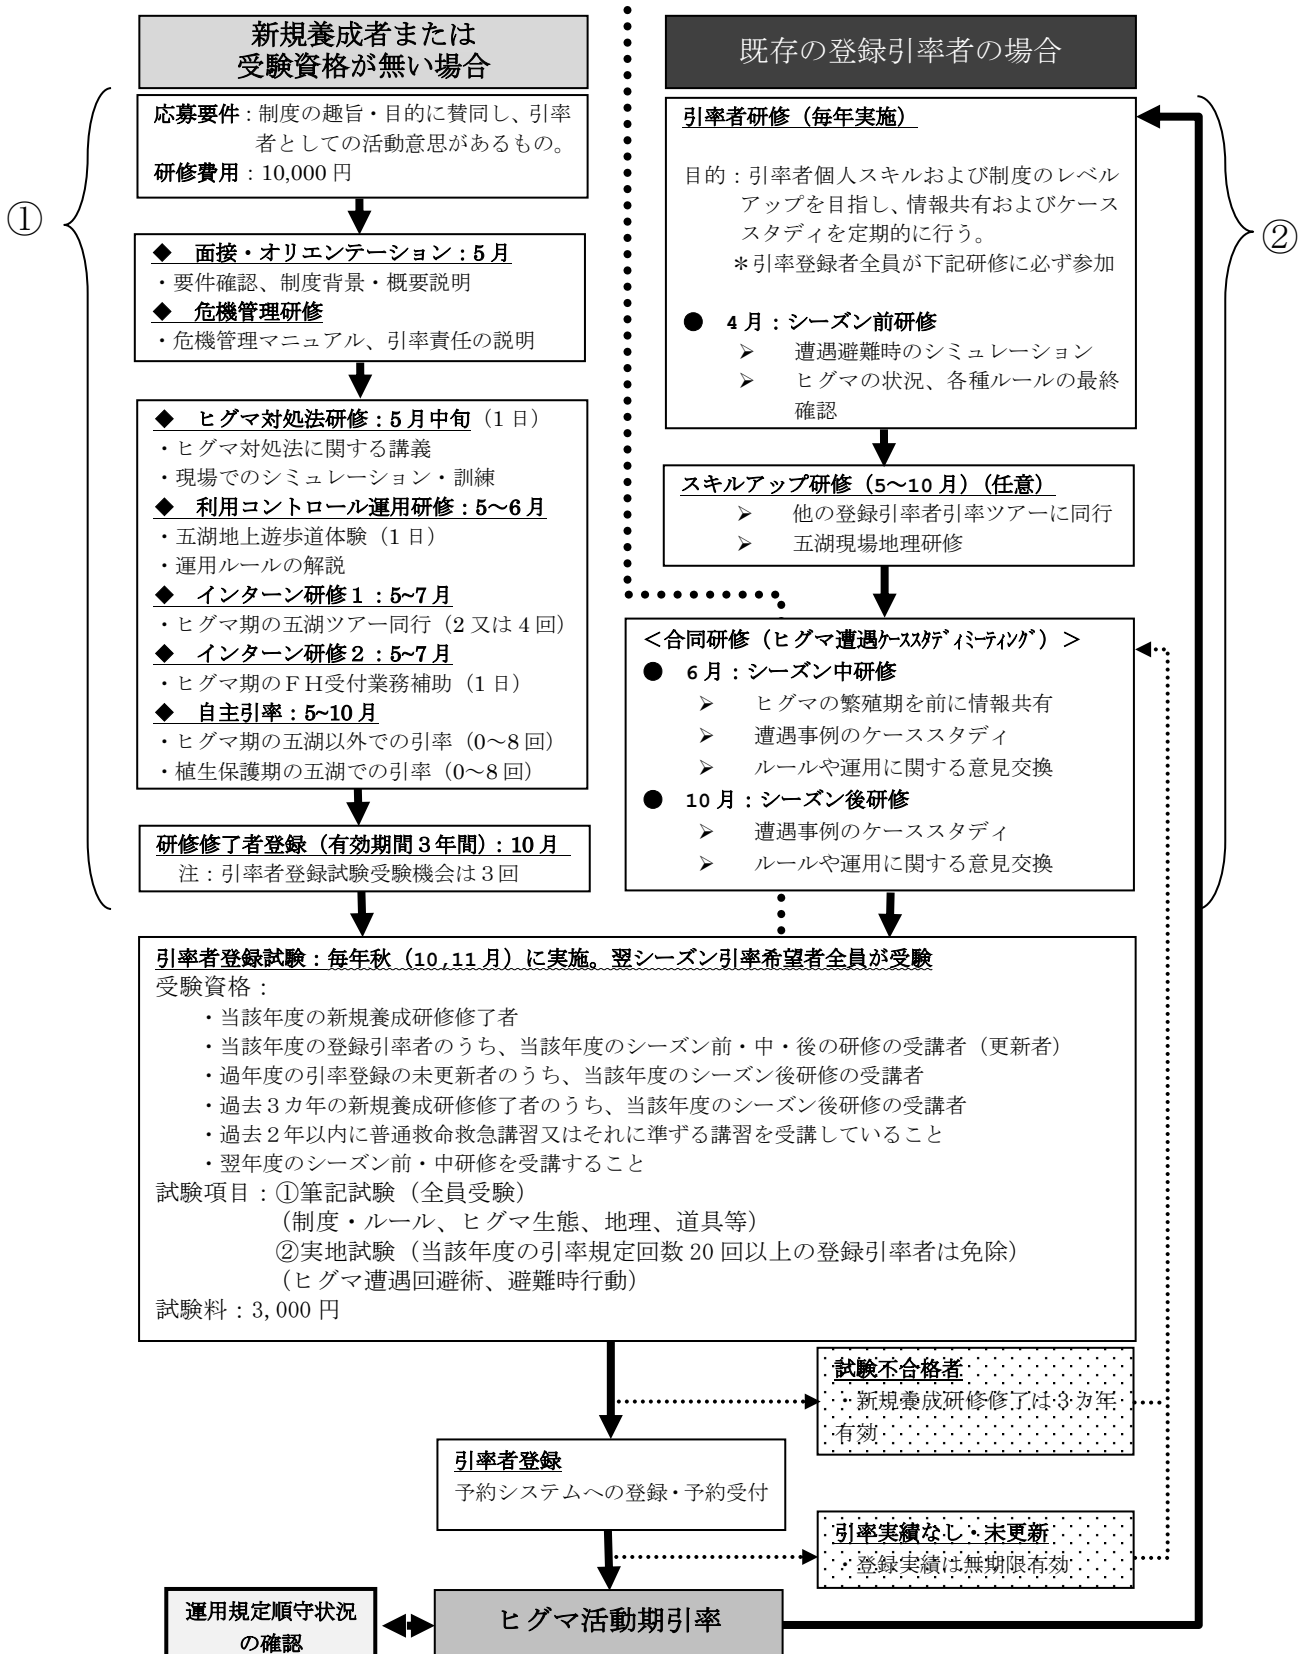 新規養成者または
受験資格が無い場合
①
応募要件：制度の趣旨・目的に賛同し、引率
者としての活動意思があるもの。
研修費用：10,000 円
◆ 面接・オリエンテーション：5 月
・要件確認、制度背景・概要説明
◆ 危機管理研修
・危機管理マニュアル、引率責任の説明
◆ ヒグマ対処法研修：5 月中旬（1 日）
・ヒグマ対処法に関する講義
・現場でのシミュレーション・訓練
◆ 利用コントロール運用研修：5～6 月
・五湖地上遊歩道体験（1 日）
・運用ルールの解説
◆ インターン研修１：5~7 月
・ヒグマ期の五湖ツアー同行（2 又は 4 回）
◆ インターン研修２：5~7 月
・ヒグマ期のＦＨ受付業務補助（1 日）
◆ 自主引率：5~10 月
・ヒグマ期の五湖以外での引率（0～8 回）
・植生保護期の五湖での引率（0～8 回）
研修修了者登録（有効期間３年間）：10 月
注：引率者登録試験受験機会は３回
既存の登録引率者の場合
②
引率者研修（毎年実施）
目的：引率者個人スキルおよび制度のレベル
アップを目指し、情報共有およびケース
スタディを定期的に行う。
＊引率登録者全員が下記研修に必ず参加
● 4 月：シーズン前研修
➢ 遭遇避難時のシミュレーション
➢ ヒグマの状況、各種ルールの最終
確認
スキルアップ研修（5～10 月）（任意）
➢ 他の登録引率者引率ツアーに同行
➢ 五湖現場地理研修
＜合同研修（ヒグマ遭遇ｹｰｽｽﾀﾃﾞｨﾐｰﾃｨﾝｸﾞ）＞
● 6 月：シーズン中研修
➢ ヒグマの繁殖期を前に情報共有
➢ 遭遇事例のケーススタディ
➢ ルールや運用に関する意見交換
● 10 月：シーズン後研修
➢ 遭遇事例のケーススタディ
➢ ルールや運用に関する意見交換
引率者登録試験：毎年秋（10,11 月）に実施。翌シーズン引率希望者全員が受験
受験資格：
・当該年度の新規養成研修修了者
・当該年度の登録引率者のうち、当該年度のシーズン前・中・後の研修の受講者（更新者）
・過年度の引率登録の未更新者のうち、当該年度のシーズン後研修の受講者
・過去３カ年の新規養成研修修了者のうち、当該年度のシーズン後研修の受講者
・過去２年以内に普通救命救急講習又はそれに準ずる講習を受講していること
・翌年度のシーズン前・中研修を受講すること
試験項目：①筆記試験（全員受験）
（制度・ルール、ヒグマ生態、地理、道具等）
②実地試験（当該年度の引率規定回数 20 回以上の登録引率者は免除）
（ヒグマ遭遇回避術、避難時行動）
試験料：3,000 円
試験不合格者
・新規養成研修修了は３カ年
有効
引率者登録
予約システムへの登録・予約受付
引率実績なし・未更新
・登録実績は無期限有効
運用規定順守状況
の確認
ヒグマ活動期引率